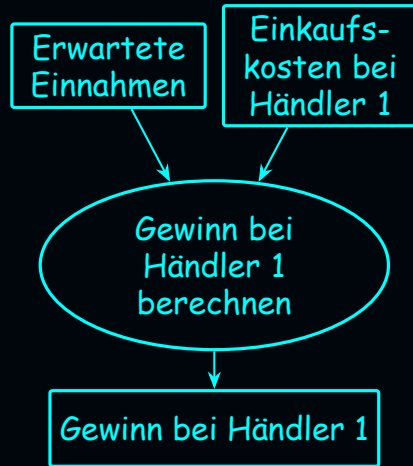 Erwartete
Einnahmen
Einkaufs-
kosten bei
Händler 1
Gewinn bei
Händler 1
berechnen
Gewinn bei Händler 1